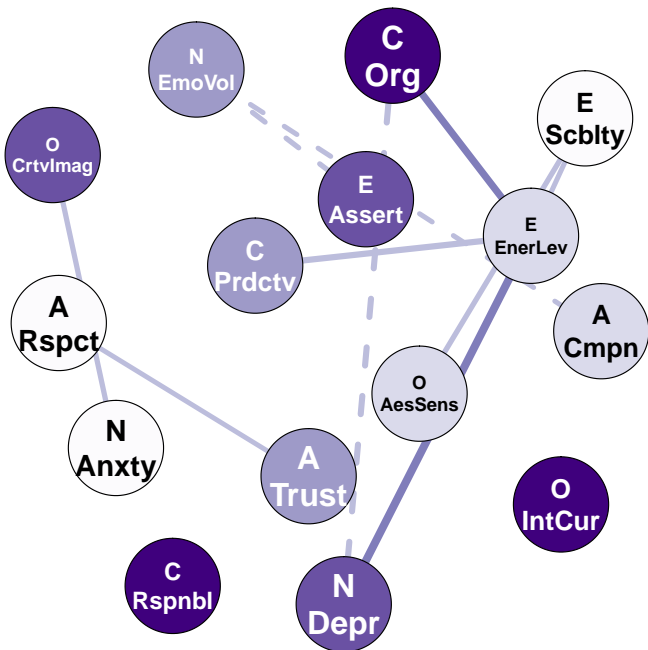 C
Org
N
EmoVol
E
Scblty
O
CrtvImag
E
Assert
E
EnerLev
C
Prdctv
A
Rspct
A
Cmpn
O
AesSens
N
Anxty
A
Trust
O
IntCur
C
Rspnbl
N
Depr